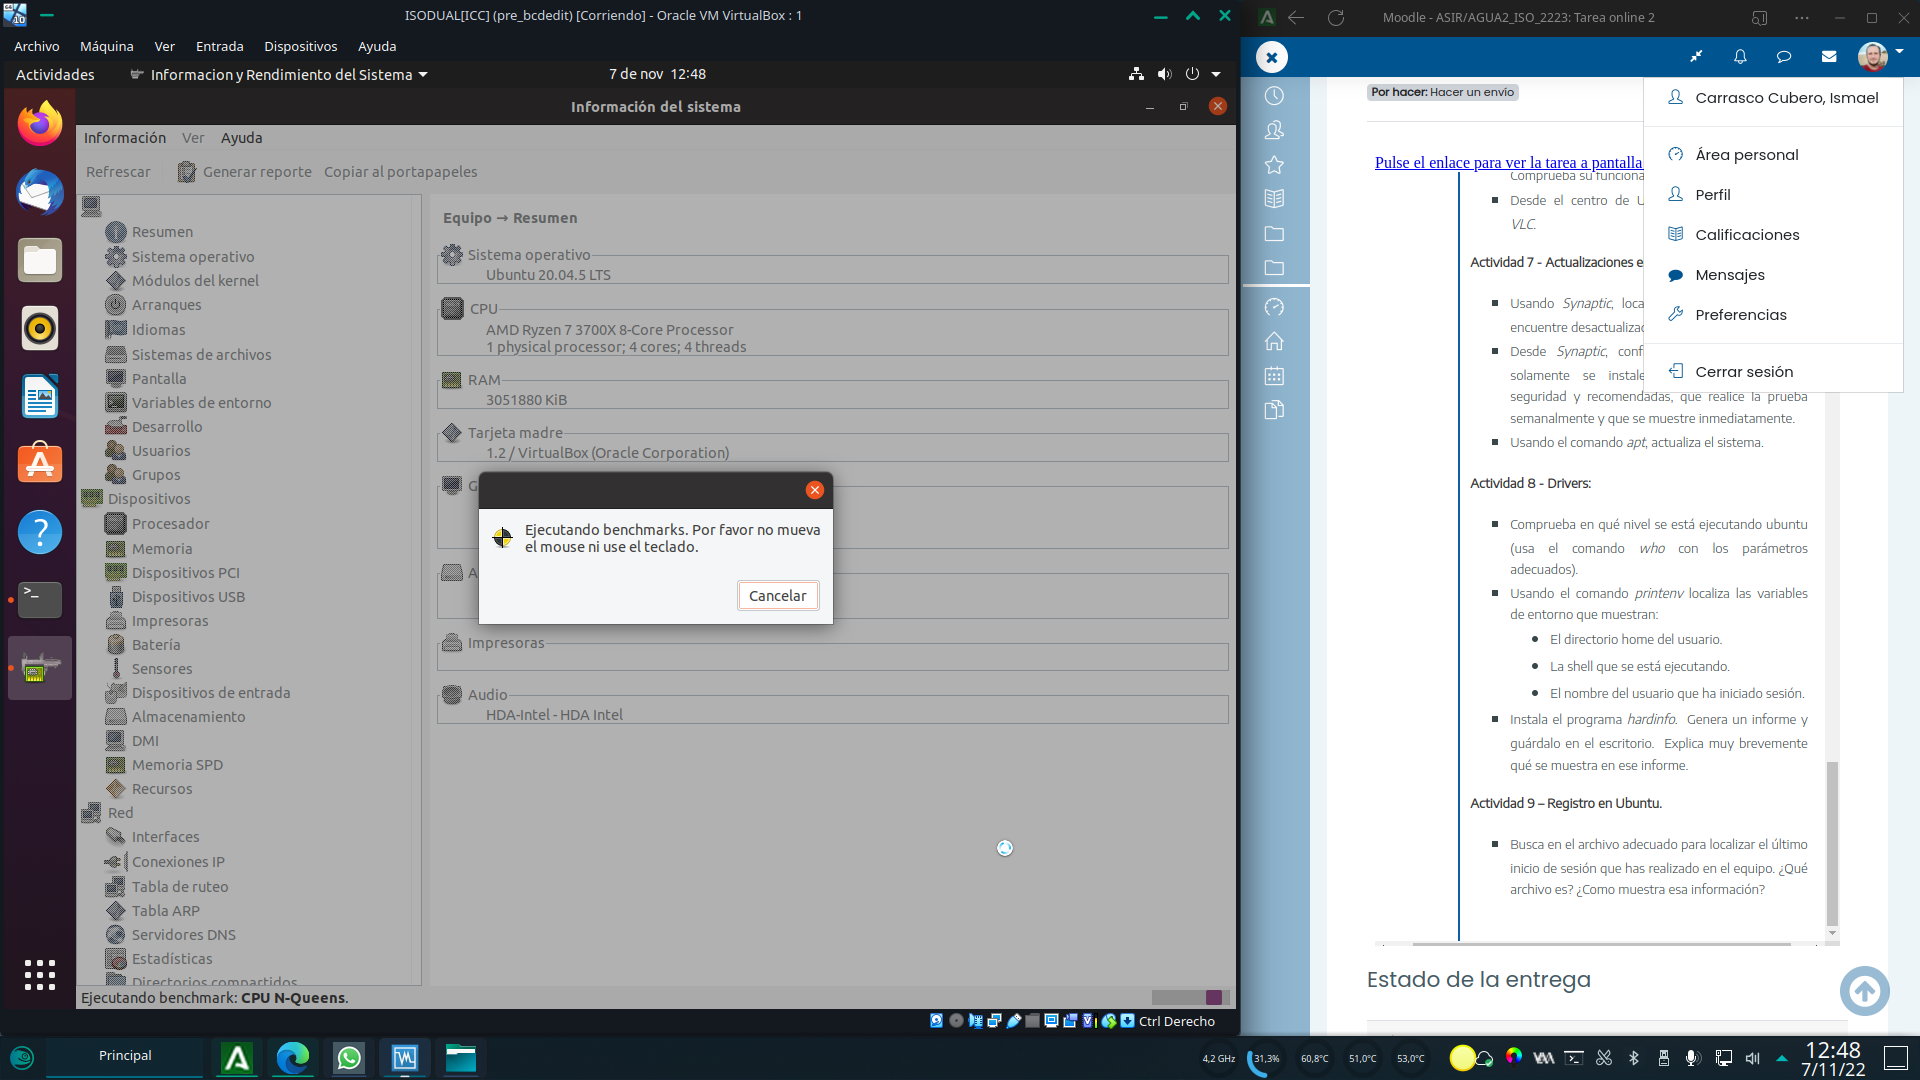 ISODUAL[ICC] (pre_bcdedit) [Corriendo] - Oracle VM VirtualBox : 1
Archivo Máquina Ver Entrada Dispositivos Ayuda
Actividades Informacion y Rendimiento del Sistema 7 de nov 12:48
Información del sistema
Información Ver Ayuda
Refrescar Generar reporte Copiar al portapapeles
Resumen
Sistema operativo
Módulos del kernel
Arranques
Idiomas
Sistemas de archivos
Pantalla
Variables de entorno
Desarrollo
Usuarios
Grupos
Dispositivos
Procesador
Memoria
Dispositivos PCI
Dispositivos USB
Impresoras
Batería
Sensores
Dispositivos de entrada
Almacenamiento
DMI
Memoria SPD
Recursos
Red
Interfaces
Conexiones IP
Tabla de ruteo
Tabla ARP
Servidores DNS
Estadísticas
Directorios compartidos
Equipo → Resumen
Sistema operativo
Ubuntu 20.04.5 LTS
CPU
AMD Ryzen 7 3700X 8-Core Processor
1 physical processor; 4 cores; 4 threads
RAM
3051880 KiB
Tarjeta madre
1.2 / VirtualBox (Oracle Corporation)
G
A
Impresoras
Audio
HDA-Intel - HDA Intel
Ejecutando benchmarks. Por favor no mueva
el mouse ni use el teclado.
Cancelar
Ejecutando benchmark: CPU N-Queens.
Ctrl Derecho
Moodle - ASIR/AGUA2_ISO_2223: Tarea online 2
Por hacer: Hacer un envío
Pulse el enlace para ver la tarea a pantalla
Comprueba su funciona
Desde el centro de U
VLC.
Actividad 7 - Actualizaciones e
Usando Synaptic, loca
encuentre desactualizad
Desde Synaptic, conf
solamente se instale
seguridad y recomendadas, que realice la prueba
semanalmente y que se muestre inmediatamente.
Usando el comando apt, actualiza el sistema.
Actividad 8 - Drivers:
Comprueba en qué nivel se está ejecutando ubuntu
(usa el comando who con los parámetros
adecuados).
Usando el comando printenv localiza las variables
de entorno que muestran:
El directorio home del usuario.
La shell que se está ejecutando.
El nombre del usuario que ha iniciado sesión.
Instala el programa hardinfo. Genera un informe y
guárdalo en el escritorio. Explica muy brevemente
qué se muestra en ese informe.
Actividad 9 – Registro en Ubuntu.
Busca en el archivo adecuado para localizar el último
inicio de sesión que has realizado en el equipo. ¿Qué
archivo es? ¿Como muestra esa información?
Estado de la entrega
Carrasco Cubero, Ismael
Área personal
Perfil
Calificaciones
Mensajes
Preferencias
Cerrar sesión
Principal
4,2 GHz 31,3% 60,8°C 51,0°C 53,0°C
12:48
7/11/22